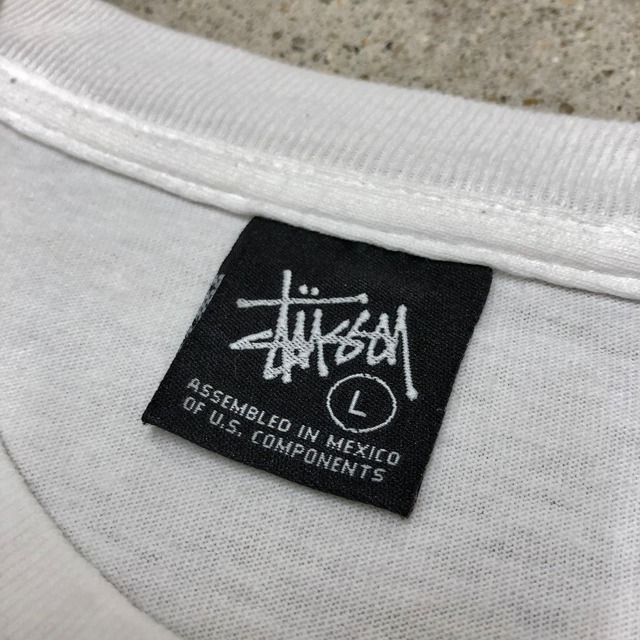 Stüssy
L
ASSEMBLED IN MEXICO
OF U.S. COMPONENTS